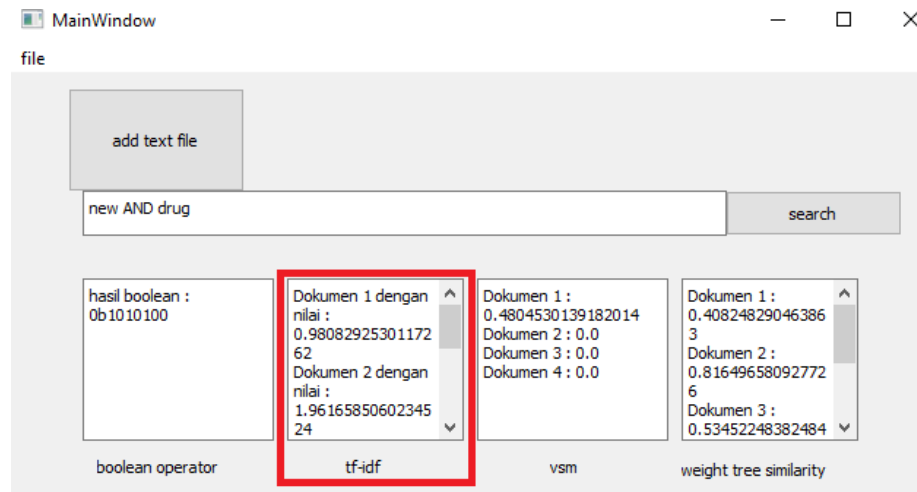 MainWindow
file
add text file
new AND drug
search
hasil boolean :
0b1010100
Dokumen 1 dengan
nilai :
0.98082925301172
62
Dokumen 2 dengan
nilai :
1.96165850602345
24
Dokumen 1 :
0.4804530139182014
Dokumen 2 : 0.0
Dokumen 3 : 0.0
Dokumen 4 : 0.0
Dokumen 1 :
0.40824829046386
3
Dokumen 2 :
0.81649658092772
6
Dokumen 3 :
0.53452248382484
boolean operator
tf-idf
vsm
weight tree similarity